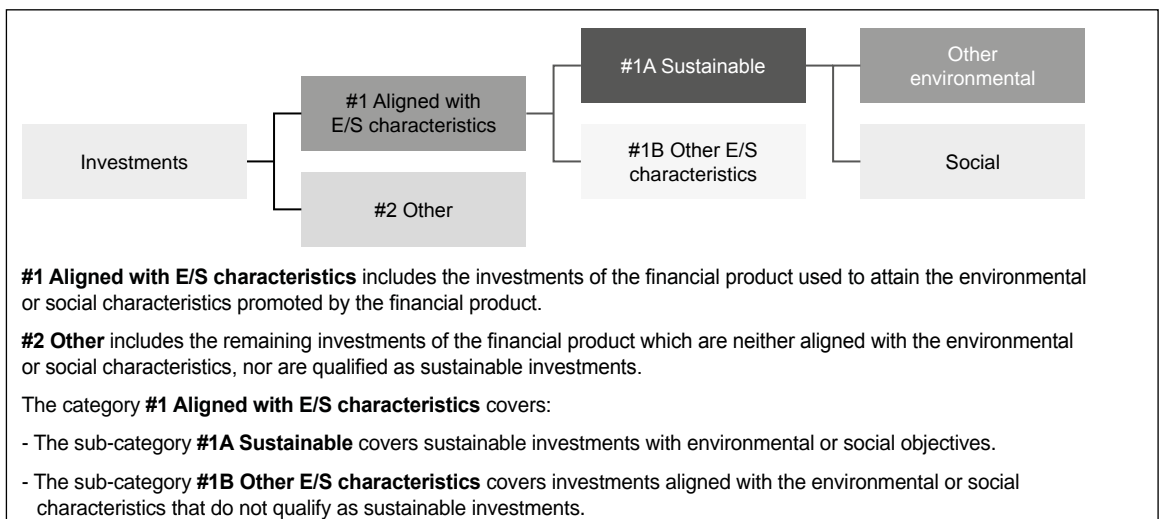 Investments
#1 Aligned with
E/S characteristics
#2 Other
#1A Sustainable
#1B Other E/S
characteristics
Other
environmental
Social
#1 Aligned with E/S characteristics includes the investments of the financial product used to attain the environmental
or social characteristics promoted by the financial product.
#2 Other includes the remaining investments of the financial product which are neither aligned with the environmental
or social characteristics, nor are qualified as sustainable investments.
The category #1 Aligned with E/S characteristics covers:
- The sub-category #1A Sustainable covers sustainable investments with environmental or social objectives.
- The sub-category #1B Other E/S characteristics covers investments aligned with the environmental or social
characteristics that do not qualify as sustainable investments.